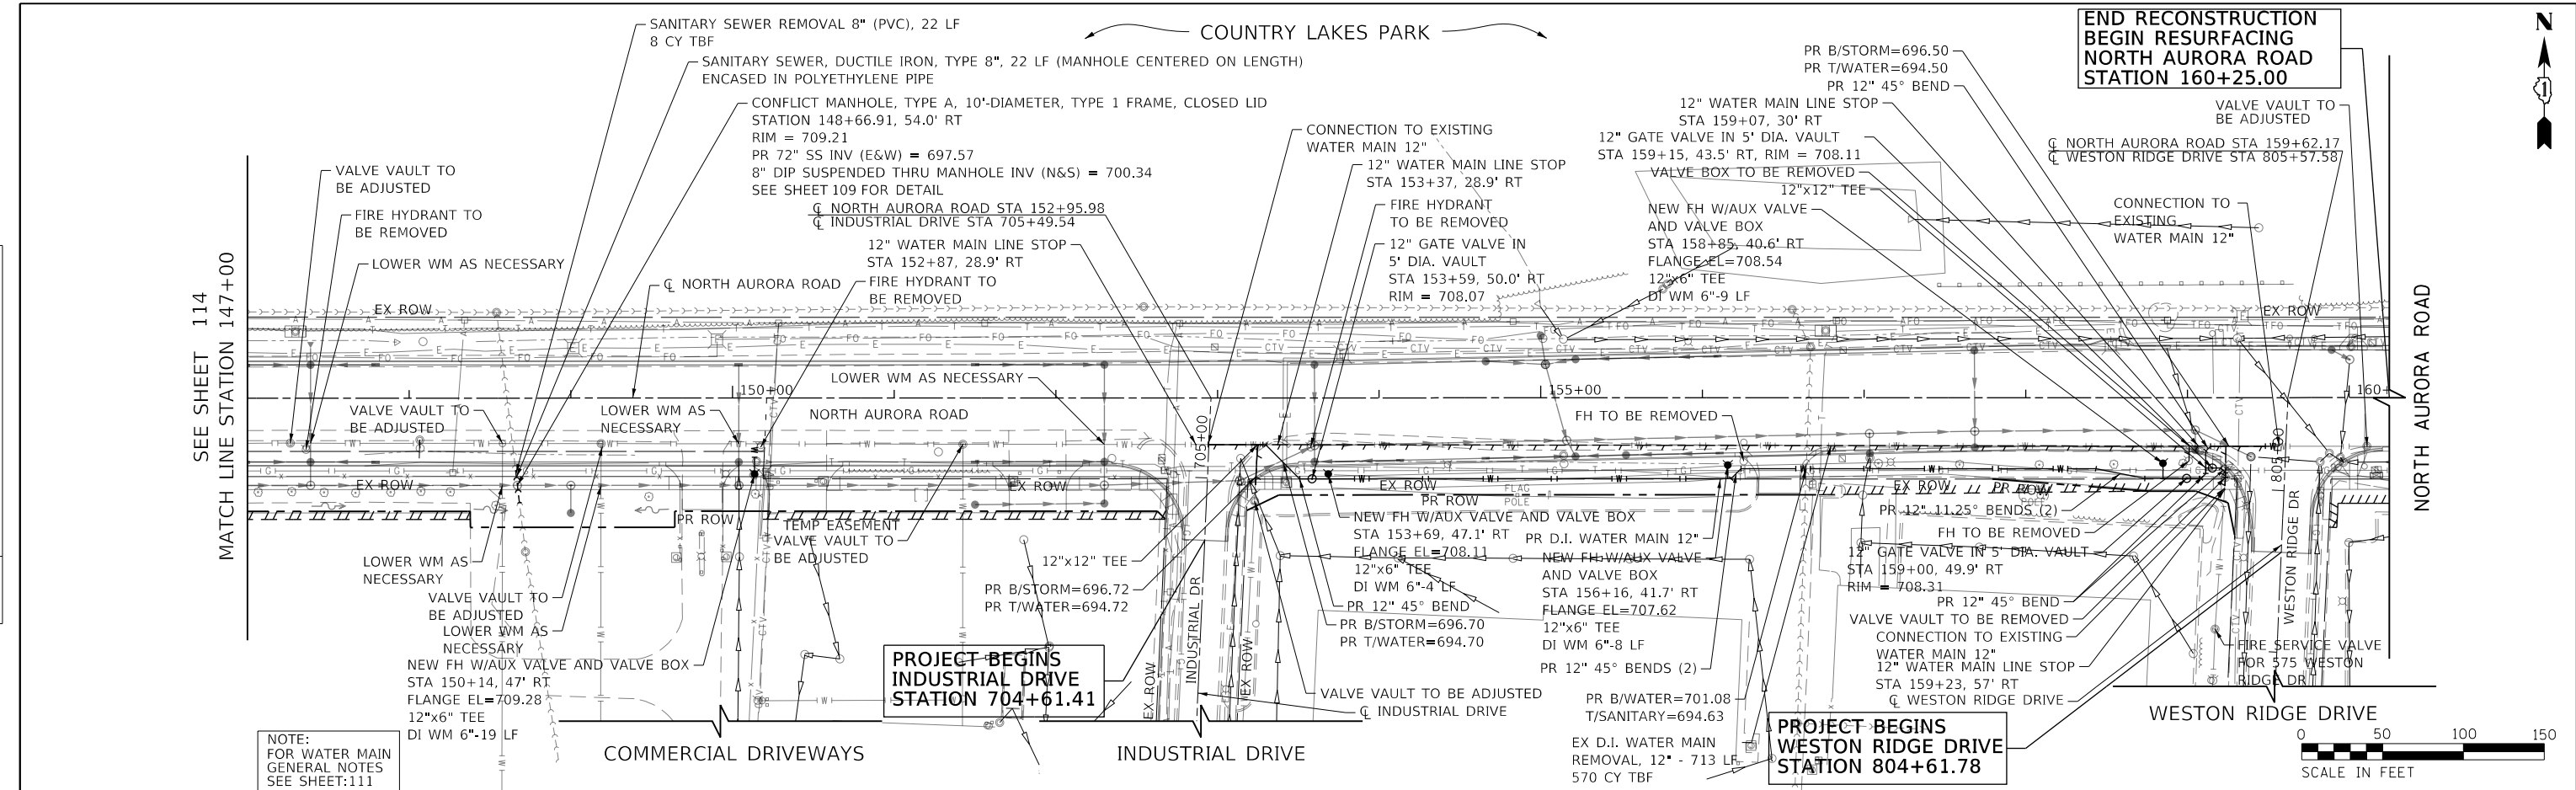 SANITARY SEWER REMOVAL 8" (PVC), 22 LF
8 CY TBF
SANITARY SEWER, DUCTILE IRON, TYPE 8", 22 LF (MANHOLE CENTERED ON LENGTH)
ENCASED IN POLYETHYLENE PIPE
CONFLICT MANHOLE, TYPE A, 10'-DIAMETER, TYPE 1 FRAME, CLOSED LID
STATION 148+66.91, 54.0' RT
RIM = 709.21
PR 72" SS INV (E&W) = 697.57
8" DIP SUSPENDED THRU MANHOLE INV (N&S) = 700.34
SEE SHEET 109 FOR DETAIL
℄ NORTH AURORA ROAD STA 152+95.98
℄ INDUSTRIAL DRIVE STA 705+49.54
12" WATER MAIN LINE STOP
STA 152+87, 28.9' RT
FIRE HYDRANT TO
BE REMOVED
VALVE VAULT TO
BE ADJUSTED
FIRE HYDRANT TO
BE REMOVED
LOWER WM AS NECESSARY
℄ NORTH AURORA ROAD
COUNTRY LAKES PARK
CONNECTION TO EXISTING
WATER MAIN 12"
12" WATER MAIN LINE STOP
STA 153+37, 28.9' RT
FIRE HYDRANT
TO BE REMOVED
12" GATE VALVE IN
5' DIA. VAULT
STA 153+59, 50.0' RT
RIM = 708.07
PR B/STORM=696.50
PR T/WATER=694.50
PR 12" 45° BEND
12" WATER MAIN LINE STOP
STA 159+07, 30' RT
12" GATE VALVE IN 5' DIA. VAULT
STA 159+15, 43.5' RT, RIM = 708.11
VALVE BOX TO BE REMOVED
12"x12" TEE
NEW FH W/AUX VALVE
AND VALVE BOX
STA 158+85, 40.6' RT
FLANGE EL=708.54
12"x6" TEE
DI WM 6"-9 LF
END RECONSTRUCTION
BEGIN RESURFACING
NORTH AURORA ROAD
STATION 160+25.00
VALVE VAULT TO
BE ADJUSTED
℄ NORTH AURORA ROAD STA 159+62.17
℄ WESTON RIDGE DRIVE STA 805+57.58
CONNECTION TO
EXISTING
WATER MAIN 12"
N
1
SEE SHEET 114
MATCH LINE STATION 147+00
EX ROW
EX ROW
150+00
155+00
160+
NORTH AURORA ROAD
LOWER WM AS NECESSARY
VALVE VAULT TO
BE ADJUSTED
LOWER WM AS
NECESSARY
NORTH AURORA ROAD
705+00
FH TO BE REMOVED
805+00
EX ROW
EX ROW
EX ROW
PR ROW
EX ROW
PR ROW
FLAG
POLE
PR ROW
TEMP EASEMENT
VALVE VAULT TO
BE ADJUSTED
LOWER WM AS
NECESSARY
VALVE VAULT TO
BE ADJUSTED
LOWER WM AS
NECESSARY
NEW FH W/AUX VALVE AND VALVE BOX
STA 150+14, 47' RT
FLANGE EL=709.28
12"x6" TEE
DI WM 6"-19 LF
12"x12" TEE
PR B/STORM=696.72
PR T/WATER=694.72
PROJECT BEGINS
INDUSTRIAL DRIVE
STATION 704+61.41
EX ROW
INDUSTRIAL DR
EX ROW
NEW FH W/AUX VALVE AND VALVE BOX
STA 153+69, 47.1' RT
FLANGE EL=708.11
12"x6" TEE
DI WM 6"-4 LF
PR 12" 45° BEND
PR B/STORM=696.70
PR T/WATER=694.70
VALVE VAULT TO BE ADJUSTED
℄ INDUSTRIAL DRIVE
PR D.I. WATER MAIN 12"
NEW FH W/AUX VALVE
AND VALVE BOX
STA 156+16, 41.7' RT
FLANGE EL=707.62
12"x6" TEE
DI WM 6"-8 LF
PR 12" 45° BENDS (2)
PR B/WATER=701.08
T/SANITARY=694.63
EX D.I. WATER MAIN
REMOVAL, 12" - 713 LF
570 CY TBF
PR 12" 11.25° BENDS (2)
FH TO BE REMOVED
12" GATE VALVE IN 5' DIA. VAULT
STA 159+00, 49.9' RT
RIM = 708.31
PR 12" 45° BEND
VALVE VAULT TO BE REMOVED
CONNECTION TO EXISTING
WATER MAIN 12"
12" WATER MAIN LINE STOP
STA 159+23, 57' RT
℄ WESTON RIDGE DRIVE
PROJECT BEGINS
WESTON RIDGE DRIVE
STATION 804+61.78
WESTON RIDGE DR
FIRE SERVICE VALVE
FOR 575 WESTON
RIDGE DR
WESTON RIDGE DRIVE
COMMERCIAL DRIVEWAYS
INDUSTRIAL DRIVE
NOTE:
FOR WATER MAIN
GENERAL NOTES
SEE SHEET:111
0 50 100 150
SCALE IN FEET